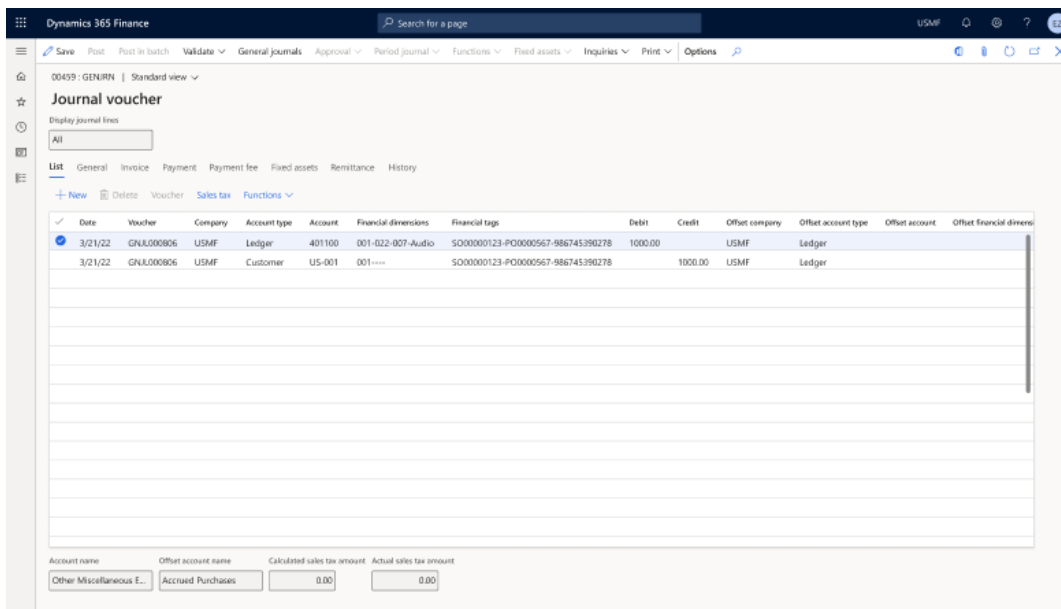 Dynamics 365 Finance Search for a page USMF ? EZ
Save Post Post in batch Validate General journals Approval Period journal Functions Fixed assets Inquiries Print Options
00459 : GENJRN | Standard view
Journal voucher
Display journal lines
All
List General Invoice Payment Payment fee Fixed assets Remittance History
+ New Delete Voucher Sales tax Functions
Date Voucher Company Account type Account Financial dimensions Financial tags Debit Credit Offset company Offset account type Offset account Offset financial dimensi
3/21/22 GNJL000806 USMF Ledger 401100 001-022-007-Audio SO00000123-PO0000567-986745390278 1000.00 USMF Ledger
3/21/22 GNJL000806 USMF Customer US-001 001---- SO00000123-PO0000567-986745390278 1000.00 USMF Ledger
Account name Offset account name Calculated sales tax amount Actual sales tax amount
Other Miscellaneous E... Accrued Purchases 0.00 0.00